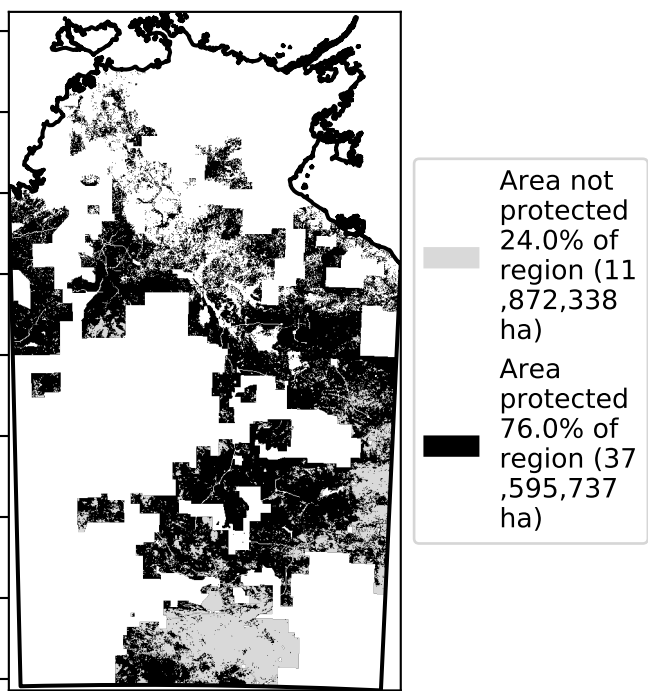 Area not
protected
24.0% of
region (11
,872,338
ha)
Area
protected
76.0% of
region (37
,595,737
ha)